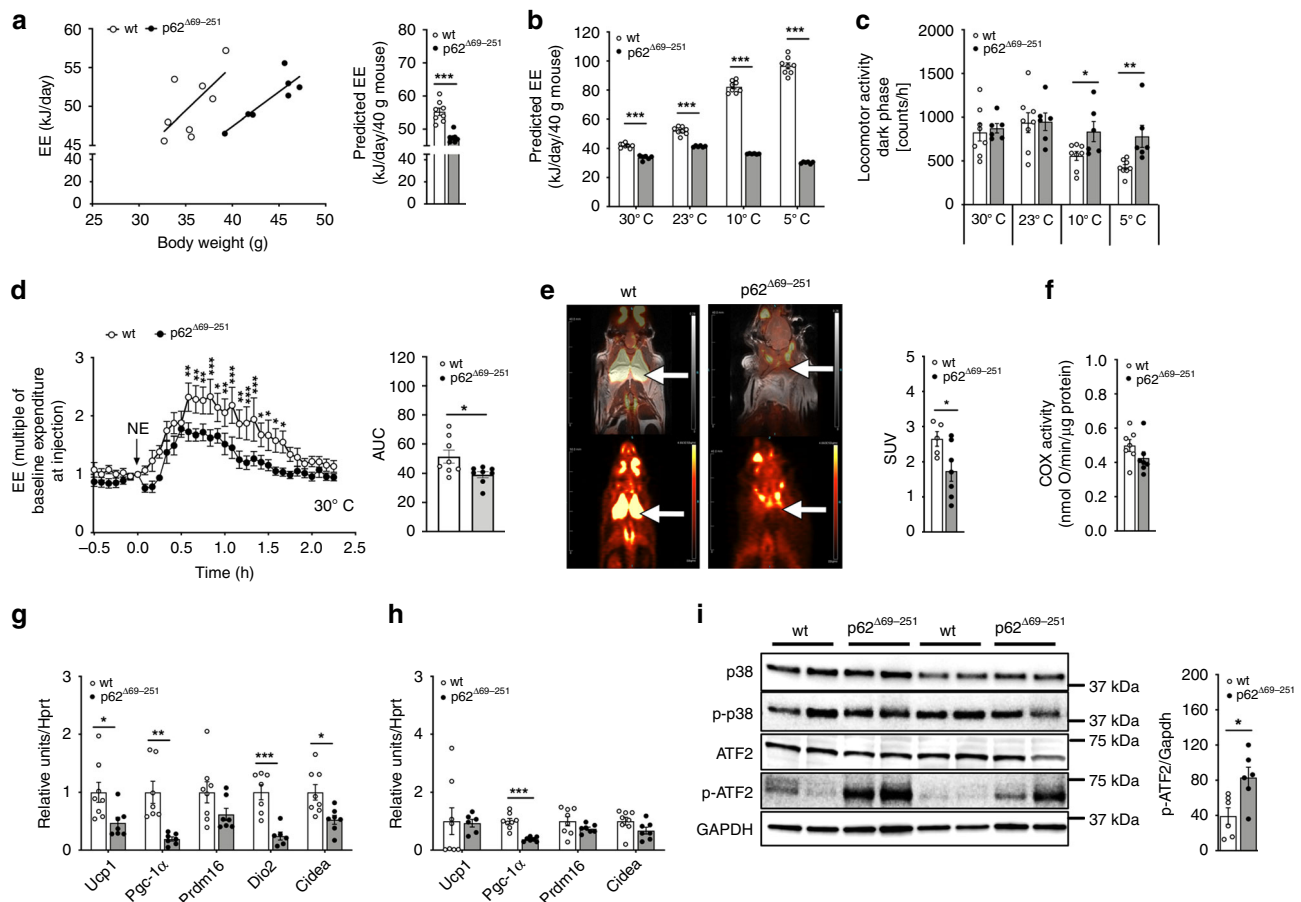 a
wt
p62Δ69–251
EE (kJ/day)
60
55
50
45
40
20
0
25 30 35 40 45 50
Body weight (g)
wt
p62Δ69–251
Predicted EE
(kJ/day/40 g mouse)
80
70
60
50
40
20
0
***
b
wt
p62Δ69–251
Predicted EE
(kJ/day/40 g mouse)
120
100
80
60
40
20
0
*** *** *** ***
30° C 23° C 10° C 5° C
c
wt
p62Δ69–251
Locomotor activity
dark phase
[counts/h]
2000
1500
1000
500
0
* **
30° C 23° C 10° C 5° C
d
wt p62Δ69–251
EE (multiple of
baseline expenditure
at injection)
3
2
1
0
NE
30° C
–0.5 0.0 0.5 1.0 1.5 2.0 2.5
Time (h)
wt
p62Δ69–251
AUC
120
100
80
60
40
20
0
*
e
wt p62Δ69–251
SUV
wt
p62Δ69–251
5
4
3
2
1
0
*
f
wt
p62Δ69–251
COX activity
(nmol O/min/µg protein)
1.0
0.8
0.6
0.4
0.2
0.0
g
wt
p62Δ69–251
Relative units/Hprt
3
2
1
0
* ** *** *
Ucp1 Pgc-1α Prdm16 Dio2 Cidea
h
wt
p62Δ69–251
Relative units/Hprt
4
3
2
1
0
***
Ucp1 Pgc-1α Prdm16 Cidea
i
wt p62Δ69–251 wt p62Δ69–251
p38
37 kDa
p-p38
37 kDa
ATF2
75 kDa
p-ATF2
75 kDa
GAPDH
37 kDa
wt
p62Δ69–251
p-ATF2/Gapdh
200
160
120
80
40
0
*